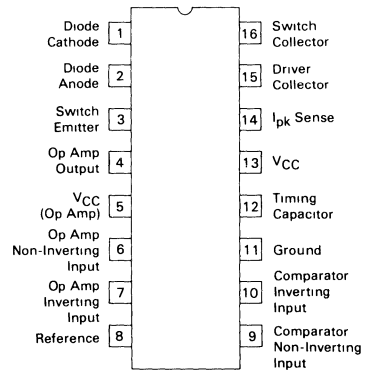 Diode
Cathode
1
Diode
Anode
2
Switch
Emitter
3
Op Amp
Output
4
VCC
(Op Amp)
5
Op Amp
Non-Inverting
Input
6
Op Amp
Inverting
Input
7
Reference
8
16
Switch
Collector
15
Driver
Collector
14
Ipk Sense
13
VCC
12
Timing
Capacitor
11
Ground
10
Comparator
Inverting
Input
9
Comparator
Non-Inverting
Input